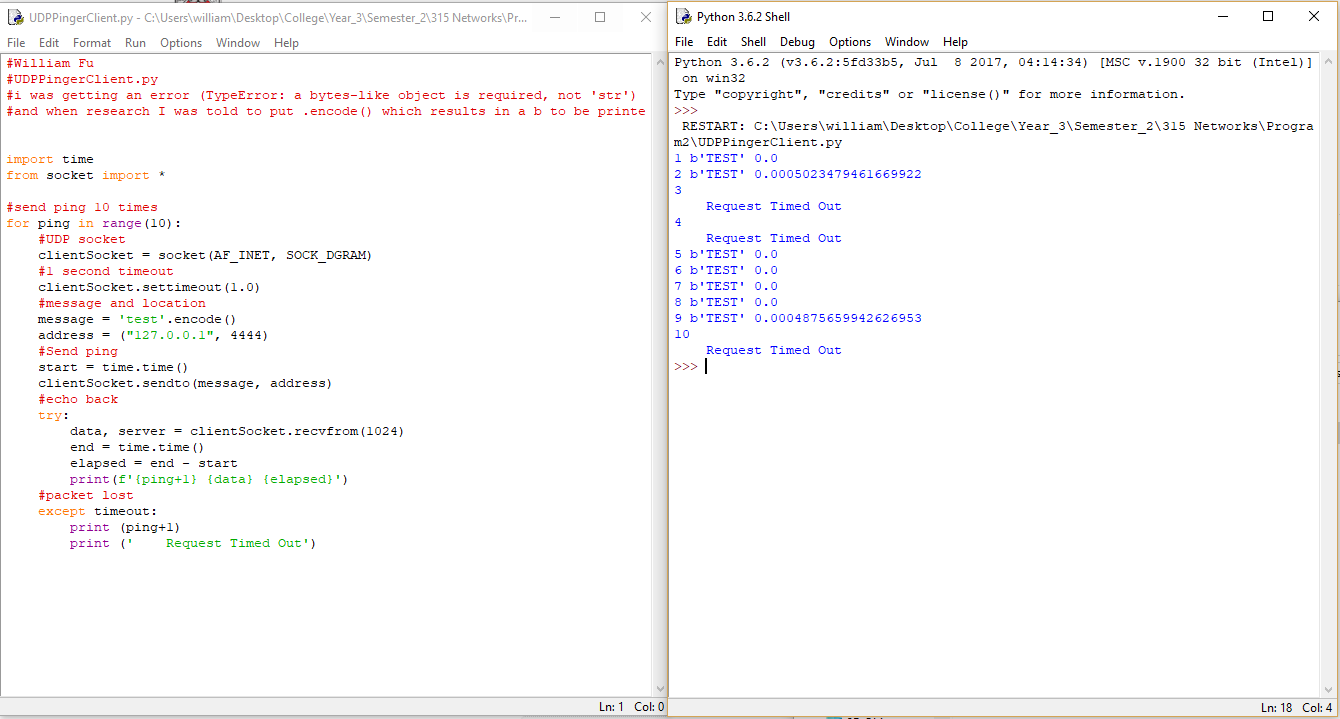 UDPPingerClient.py - C:\Users\william\Desktop\College\Year_3\Semester_2\315 Networks\Pr...
File Edit Format Run Options Window Help
#William Fu
#UDPPingerClient.py
#i was getting an error (TypeError: a bytes-like object is required, not 'str')
#and when research I was told to put .encode() which results in a b to be printe
import time
from socket import *
#send ping 10 times
for ping in range(10):
    #UDP socket
    clientSocket = socket(AF_INET, SOCK_DGRAM)
    #1 second timeout
    clientSocket.settimeout(1.0)
    #message and location
    message = 'test'.encode()
    address = ("127.0.0.1", 4444)
    #Send ping
    start = time.time()
    clientSocket.sendto(message, address)
    #echo back
    try:
        data, server = clientSocket.recvfrom(1024)
        end = time.time()
        elapsed = end - start
        print(f'{ping+1} {data} {elapsed}')
    #packet lost
    except timeout:
        print (ping+1)
        print ('    Request Timed Out')
Ln: 1 Col: 0
Python 3.6.2 Shell
File Edit Shell Debug Options Window Help
Python 3.6.2 (v3.6.2:5fd33b5, Jul  8 2017, 04:14:34) [MSC v.1900 32 bit (Intel)]
 on win32
Type "copyright", "credits" or "license()" for more information.
>>>
 RESTART: C:\Users\william\Desktop\College\Year_3\Semester_2\315 Networks\Progra
m2\UDPPingerClient.py
1 b'TEST' 0.0
2 b'TEST' 0.0005023479461669922
3
    Request Timed Out
4
    Request Timed Out
5 b'TEST' 0.0
6 b'TEST' 0.0
7 b'TEST' 0.0
8 b'TEST' 0.0
9 b'TEST' 0.0004875659942626953
10
    Request Timed Out
>>>
Ln: 18 Col: 4